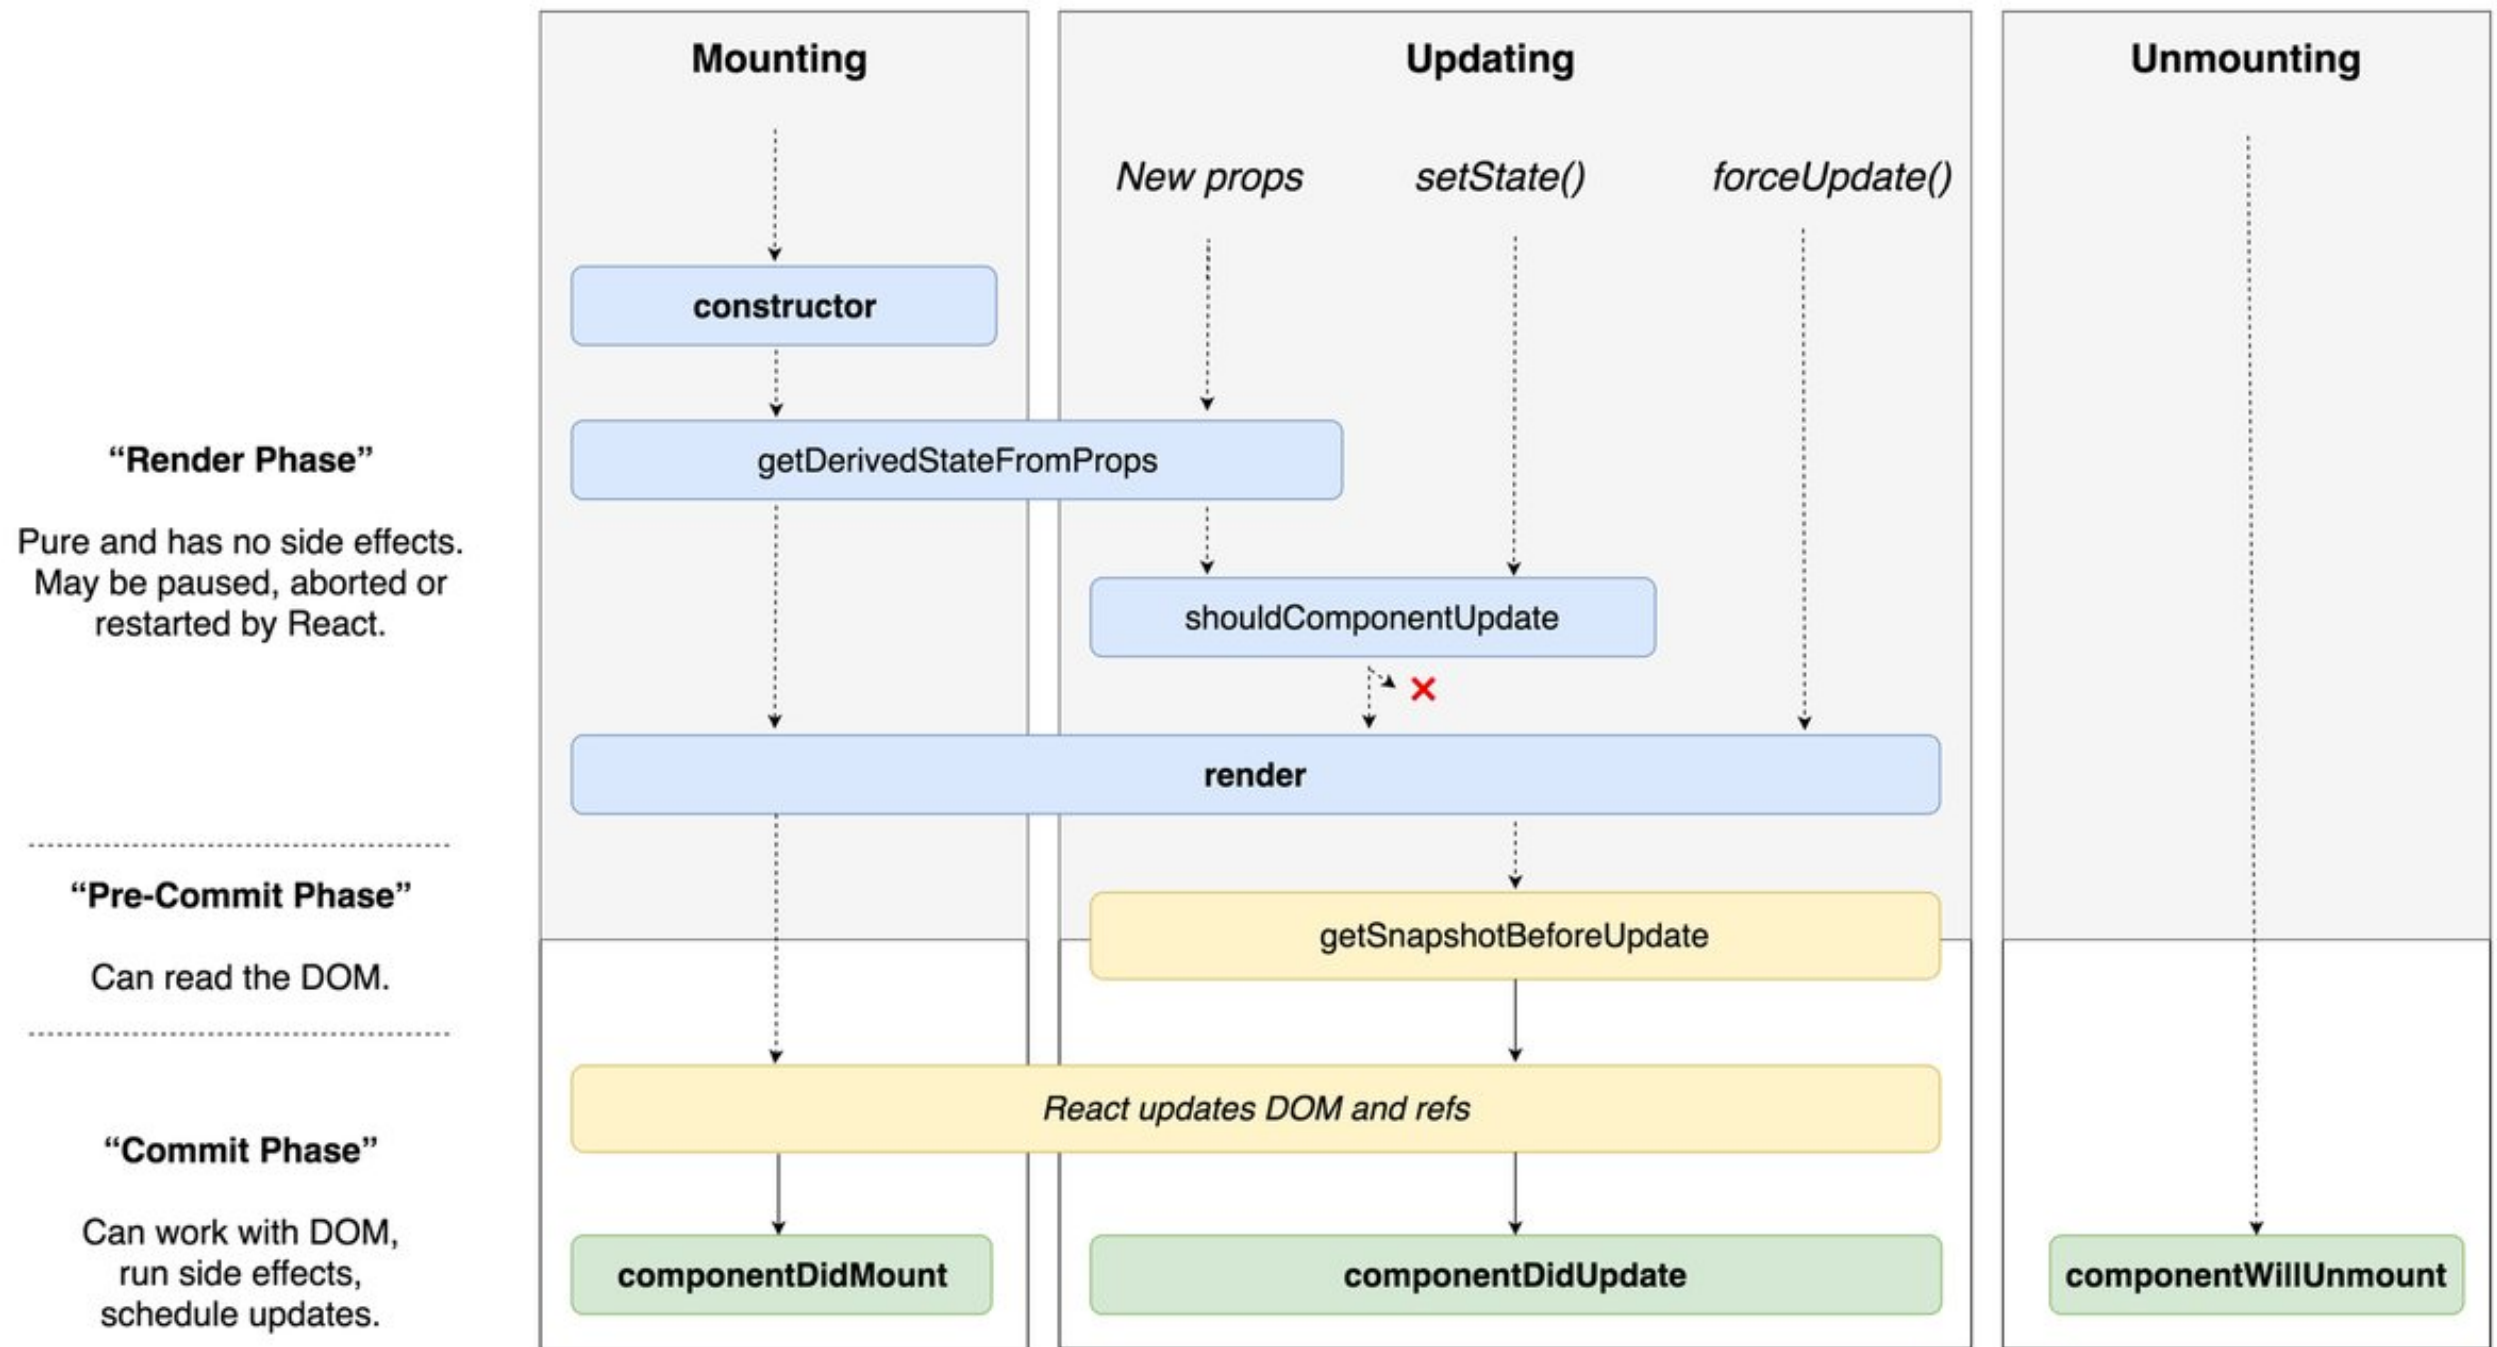 Mounting
Updating
Unmounting
New props
setState()
forceUpdate()
constructor
“Render Phase”
getDerivedStateFromProps
Pure and has no side effects.
May be paused, aborted or
restarted by React.
shouldComponentUpdate
render
“Pre-Commit Phase”
getSnapshotBeforeUpdate
Can read the DOM.
React updates DOM and refs
“Commit Phase”
Can work with DOM,
run side effects,
schedule updates.
componentDidMount
componentDidUpdate
componentWillUnmount